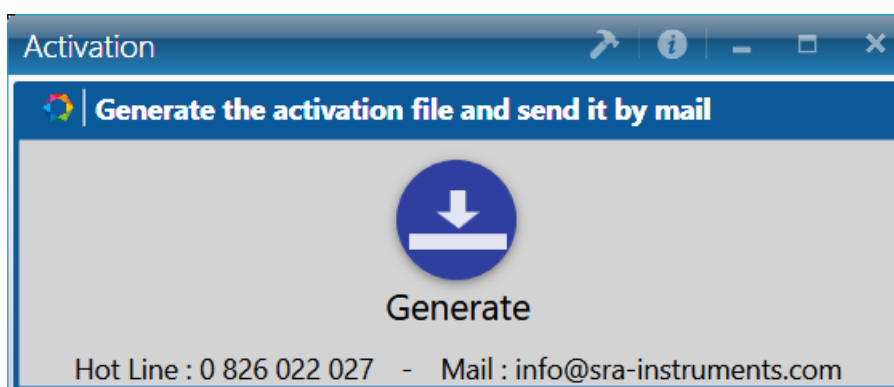 Activation
Generate the activation file and send it by mail
Generate
Hot Line : 0 826 022 027 - Mail : info@sra-instruments.com